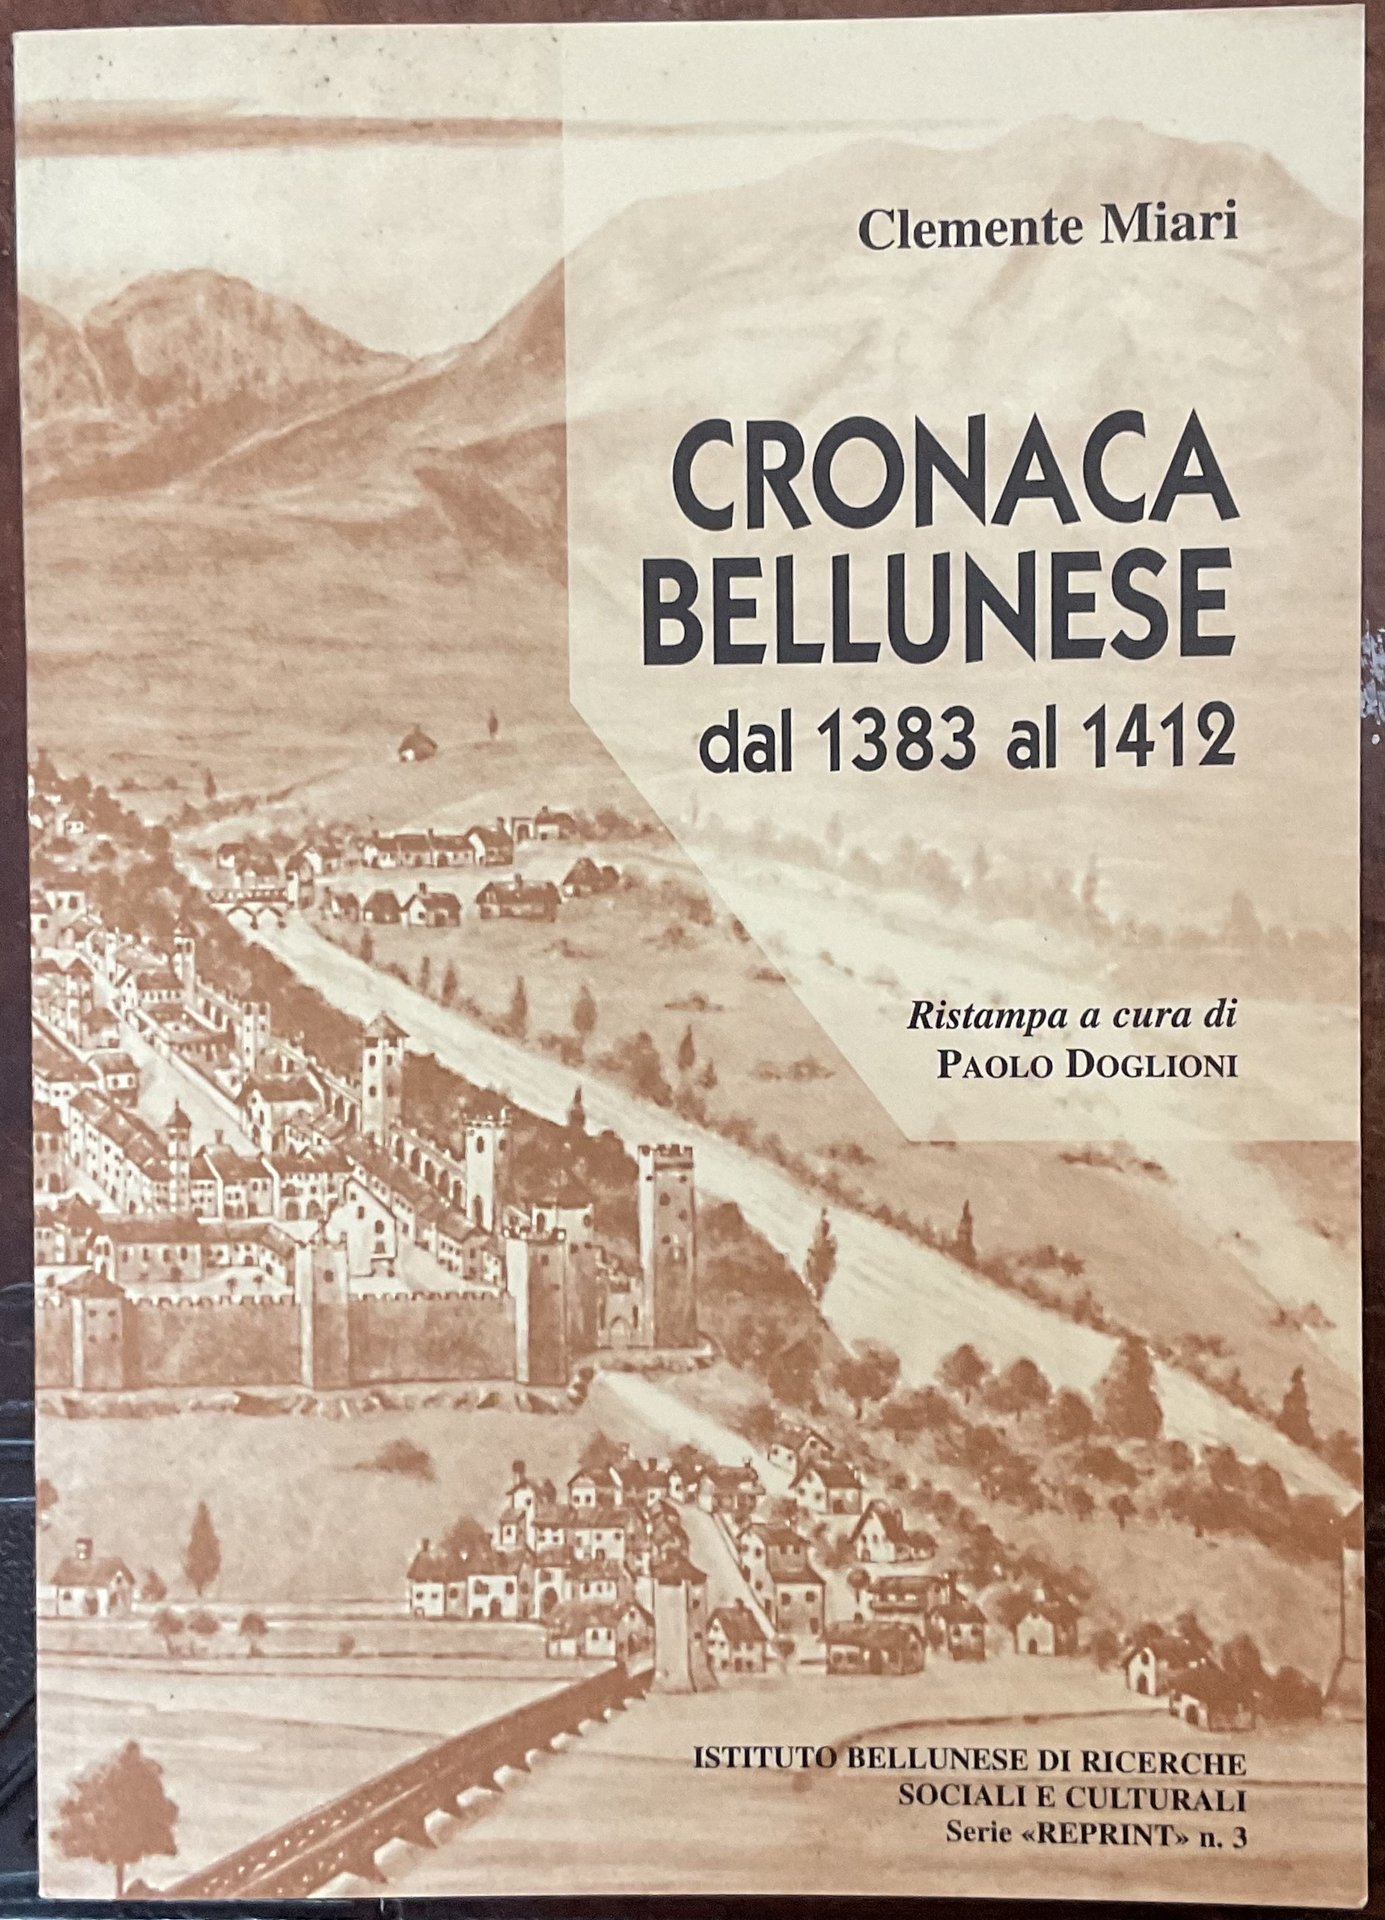 Clemente Miari
CRONACA
BELLUNESE
dal 1383 al 1412
Ristampa a cura di
PAOLO DOGLIONI
ISTITUTO BELLUNESE DI RICERCHE
SOCIALI E CULTURALI
Serie «REPRINT» n. 3